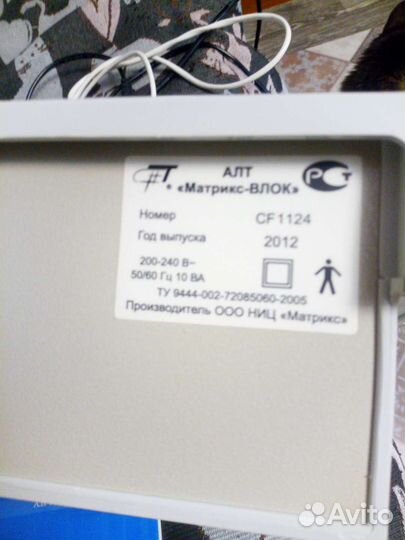 АЛТ
«Матрикс-ВЛОК»
Номер CF1124
Год выпуска 2012
200-240 В~
50/60 Гц 10 ВА
ТУ 9444-002-72085060-2005
Производитель ООО НИЦ «Матрикс»
Avito